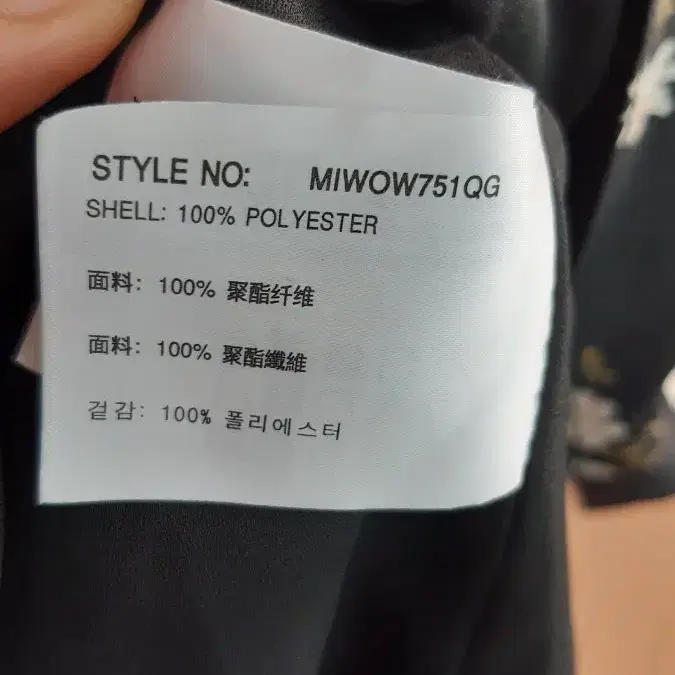 STYLE NO: MIWOW751QG
SHELL: 100% POLYESTER
面料: 100% 聚酯纤维
面料: 100% 聚酯纖維
겉감: 100% 폴리에스터